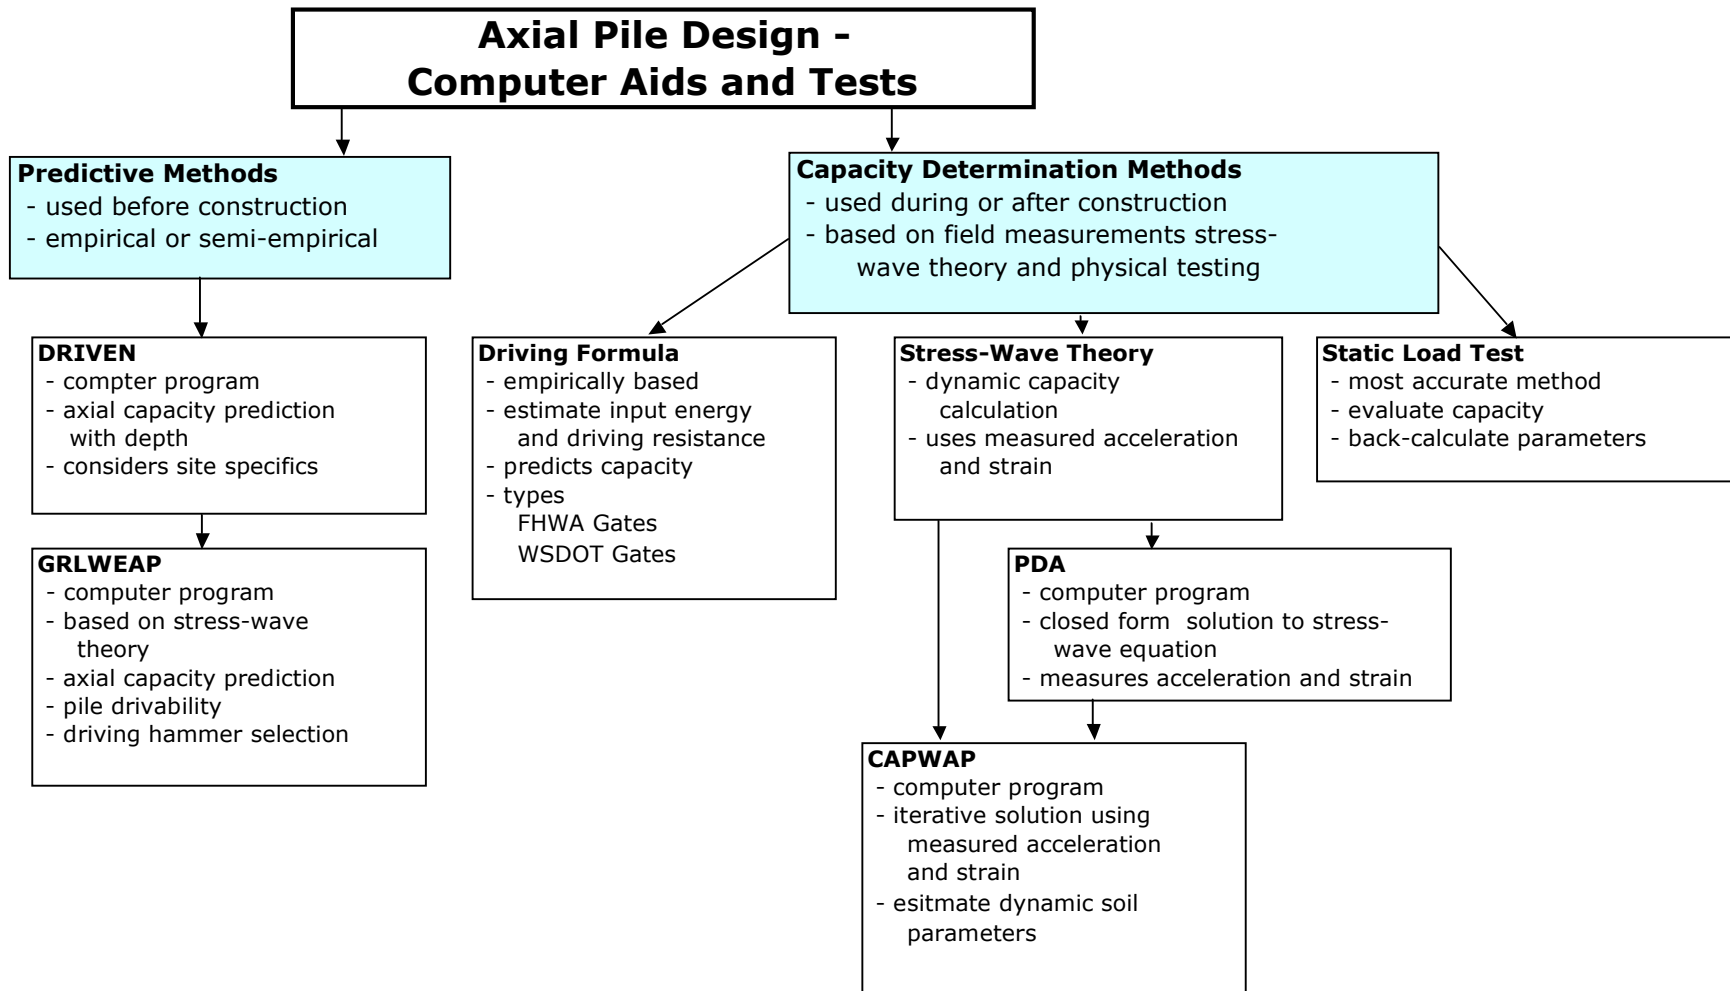 Axial Pile Design -
Computer Aids and Tests
Predictive Methods
- used before construction
- empirical or semi-empirical
Capacity Determination Methods
- used during or after construction
- based on field measurements stress-
wave theory and physical testing
DRIVEN
- compter program
- axial capacity prediction
with depth
- considers site specifics
Driving Formula
- empirically based
- estimate input energy
and driving resistance
- predicts capacity
- types
FHWA Gates
WSDOT Gates
Stress-Wave Theory
- dynamic capacity
calculation
- uses measured acceleration
and strain
Static Load Test
- most accurate method
- evaluate capacity
- back-calculate parameters
GRLWEAP
- computer program
- based on stress-wave
theory
- axial capacity prediction
- pile drivability
- driving hammer selection
PDA
- computer program
- closed form solution to stress-
wave equation
- measures acceleration and strain
CAPWAP
- computer program
- iterative solution using
measured acceleration
and strain
- esitmate dynamic soil
parameters